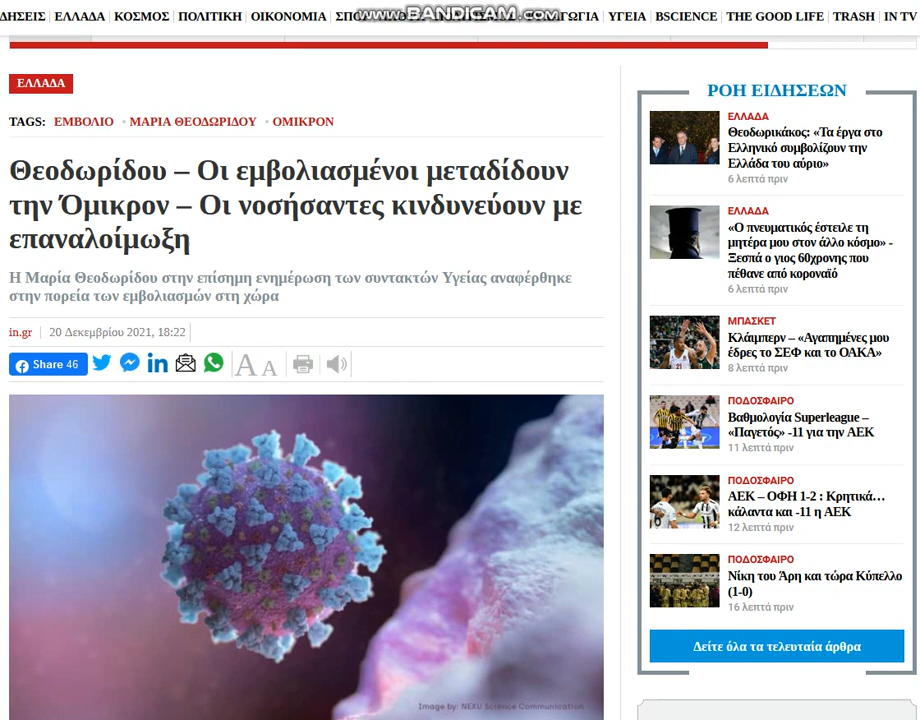 ΔΗΣΕΙΣ ΕΛΛΑΔΑ ΚΟΣΜΟΣ ΠΟΛΙΤΙΚΗ ΟΙΚΟΝΟΜΙΑ ΥΓΕΙΑ BSCIENCE THE GOOD LIFE TRASH IN TV
www.BANDICAM.com
ΕΛΛΑΔΑ
TAGS: ΕΜΒΟΛΙΟ ΜΑΡΙΑ ΘΕΟΔΩΡΙΔΟΥ ΟΜΙΚΡΟΝ
Θεοδωρίδου – Οι εμβολιασμένοι μεταδίδουν
την Όμικρον – Οι νοσήσαντες κινδυνεύουν με
επαναλοίμωξη
Η Μαρία Θεοδωρίδου στην επίσημη ενημέρωση των συντακτών Υγείας αναφέρθηκε
στην πορεία των εμβολιασμών στη χώρα
in.gr 20 Δεκεμβρίου 2021, 18:22
Share 46
A A
Image by: NEXU Science Communication
ΡΟΗ ΕΙΔΗΣΕΩΝ
ΕΛΛΑΔΑ
Θεοδωρικάκος: «Τα έργα στο
Ελληνικό συμβολίζουν την
Ελλάδα του αύριο»
6 λεπτά πριν
ΕΛΛΑΔΑ
«Ο πνευματικός έστειλε τη
μητέρα μου στον άλλο κόσμο» -
Ξεσπά ο γιος 60χρονης που
πέθανε από κοροναϊό
6 λεπτά πριν
ΜΠΑΣΚΕΤ
Κλάιμπερν – «Αγαπημένες μου
έδρες το ΣΕΦ και το ΟΑΚΑ»
8 λεπτά πριν
ΠΟΔΟΣΦΑΙΡΟ
Βαθμολογία Superleague –
«Παγετός» -11 για την ΑΕΚ
11 λεπτά πριν
ΠΟΔΟΣΦΑΙΡΟ
ΑΕΚ – ΟΦΗ 1-2 : Κρητικά…
κάλαντα και -11 η ΑΕΚ
12 λεπτά πριν
ΠΟΔΟΣΦΑΙΡΟ
Νίκη του Άρη και τώρα Κύπελλο
(1-0)
16 λεπτά πριν
Δείτε όλα τα τελευταία άρθρα